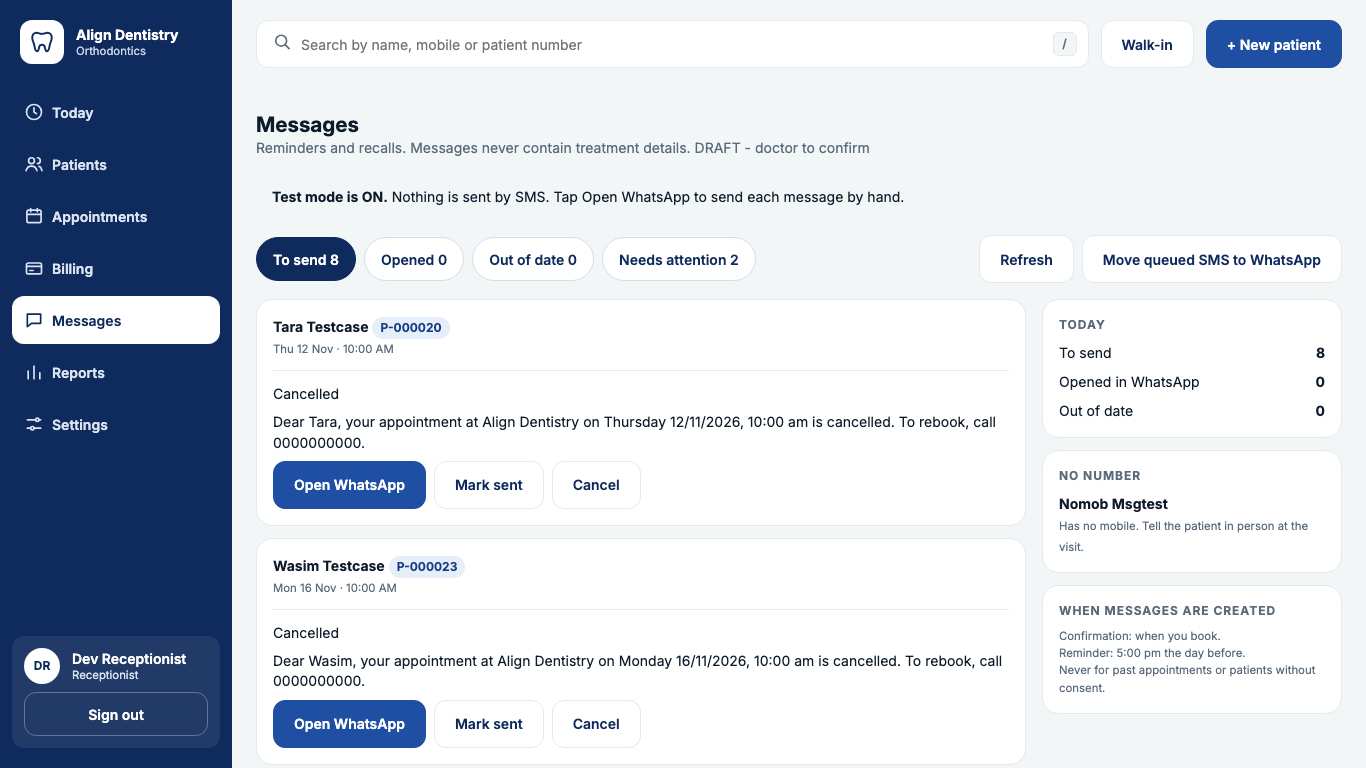 Align Dentistry
Orthodontics
Today
Patients
Appointments
Billing
Messages
Reports
Settings
DR
Dev Receptionist
Receptionist
Sign out
Search by name, mobile or patient number
/
Walk-in
+ New patient
Messages
Reminders and recalls. Messages never contain treatment details. DRAFT - doctor to confirm
Test mode is ON. Nothing is sent by SMS. Tap Open WhatsApp to send each message by hand.
To send 8
Opened 0
Out of date 0
Needs attention 2
Refresh
Move queued SMS to WhatsApp
Tara Testcase P-000020
Thu 12 Nov · 10:00 AM
Cancelled
Dear Tara, your appointment at Align Dentistry on Thursday 12/11/2026, 10:00 am is cancelled. To rebook, call
0000000000.
Open WhatsApp
Mark sent
Cancel
Wasim Testcase P-000023
Mon 16 Nov · 10:00 AM
Cancelled
Dear Wasim, your appointment at Align Dentistry on Monday 16/11/2026, 10:00 am is cancelled. To rebook, call
0000000000.
Open WhatsApp
Mark sent
Cancel
TODAY
To send 8
Opened in WhatsApp 0
Out of date 0
NO NUMBER
Nomob Msgtest
Has no mobile. Tell the patient in person at the
visit.
WHEN MESSAGES ARE CREATED
Confirmation: when you book.
Reminder: 5:00 pm the day before.
Never for past appointments or patients without
consent.